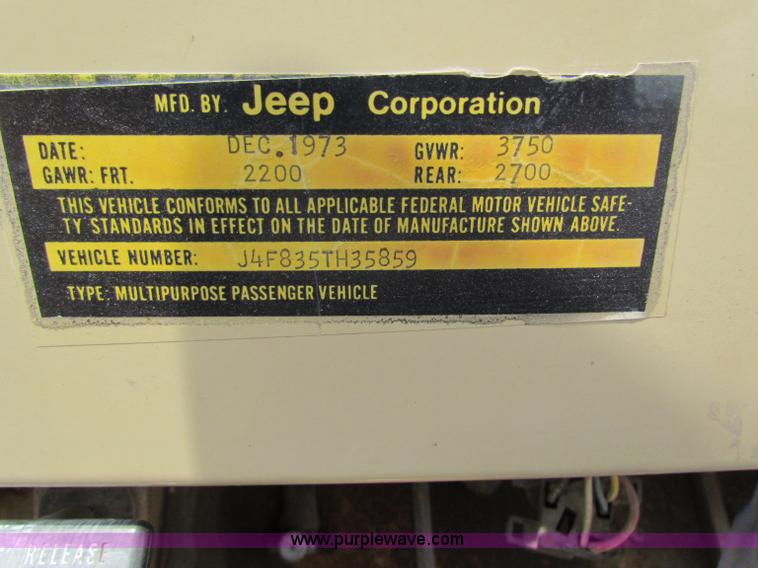 MFD. BY. Jeep Corporation
DATE: DEC.1973 GVWR: 3750
GAWR: FRT. 2200 REAR: 2700
THIS VEHICLE CONFORMS TO ALL APPLICABLE FEDERAL MOTOR VEHICLE SAFE-
TY STANDARDS IN EFFECT ON THE DATE OF MANUFACTURE SHOWN ABOVE.
VEHICLE NUMBER: J4F835TH35859
TYPE: MULTIPURPOSE PASSENGER VEHICLE
www.purplewave.com
RELEASE